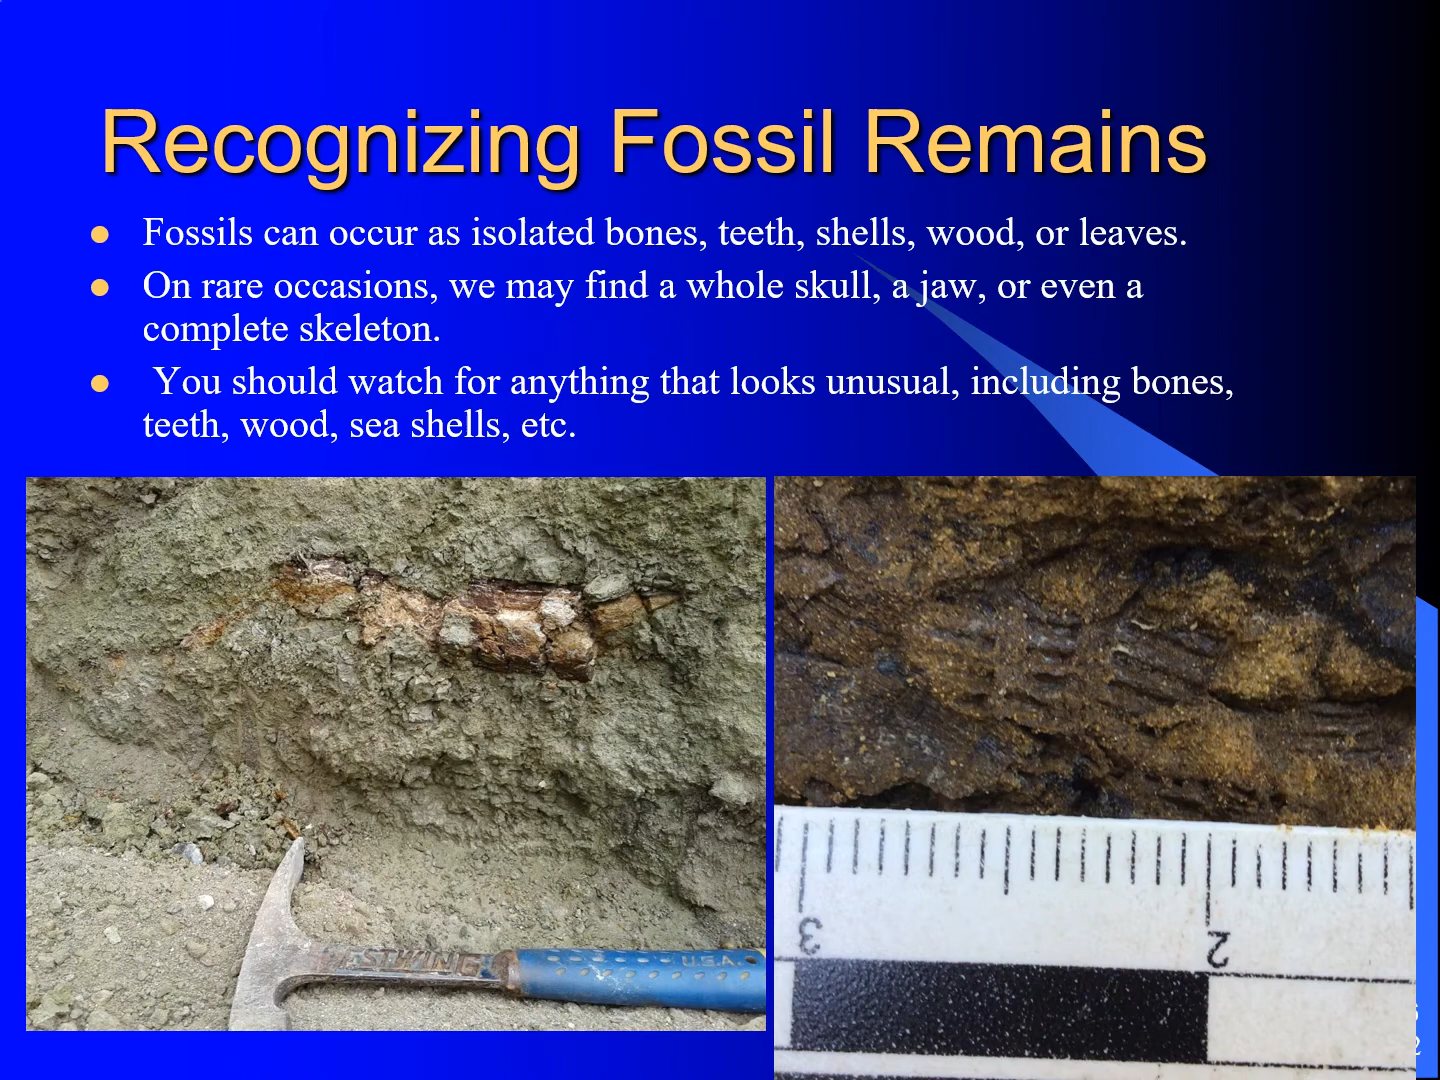 Recognizing Fossil Remains
● Fossils can occur as isolated bones, teeth, shells, wood, or leaves.
● On rare occasions, we may find a whole skull, a jaw, or even a
complete skeleton.
● You should watch for anything that looks unusual, including bones,
teeth, wood, sea shells, etc.
ESTWING
U.S.A.
3
2